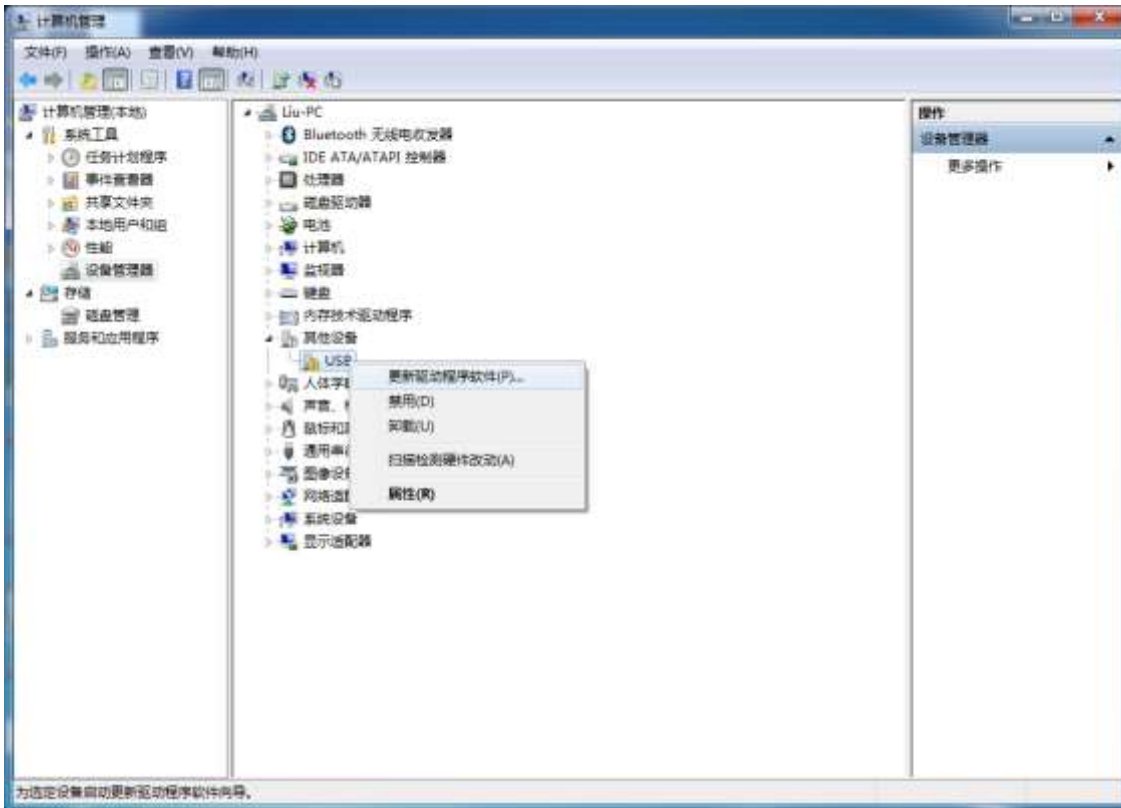 计算机管理
文件(F) 操作(A) 查看(V) 帮助(H)
计算机管理(本地)
系统工具
任务计划程序
事件查看器
共享文件夹
本地用户和组
性能
设备管理器
存储
磁盘管理
服务和应用程序
Liu-PC
Bluetooth 无线电收发器
IDE ATA/ATAPI 控制器
处理器
磁盘驱动器
电池
计算机
监视器
键盘
内存技术驱动程序
其他设备
USB
人体学
声音、
鼠标和
通用串
图像设
网络适
系统设备
显示适配器
更新驱动程序软件(P)...
禁用(D)
卸载(U)
扫描检测硬件改动(A)
属性(R)
操作
设备管理器
更多操作
为选定设备启动更新驱动程序软件向导。